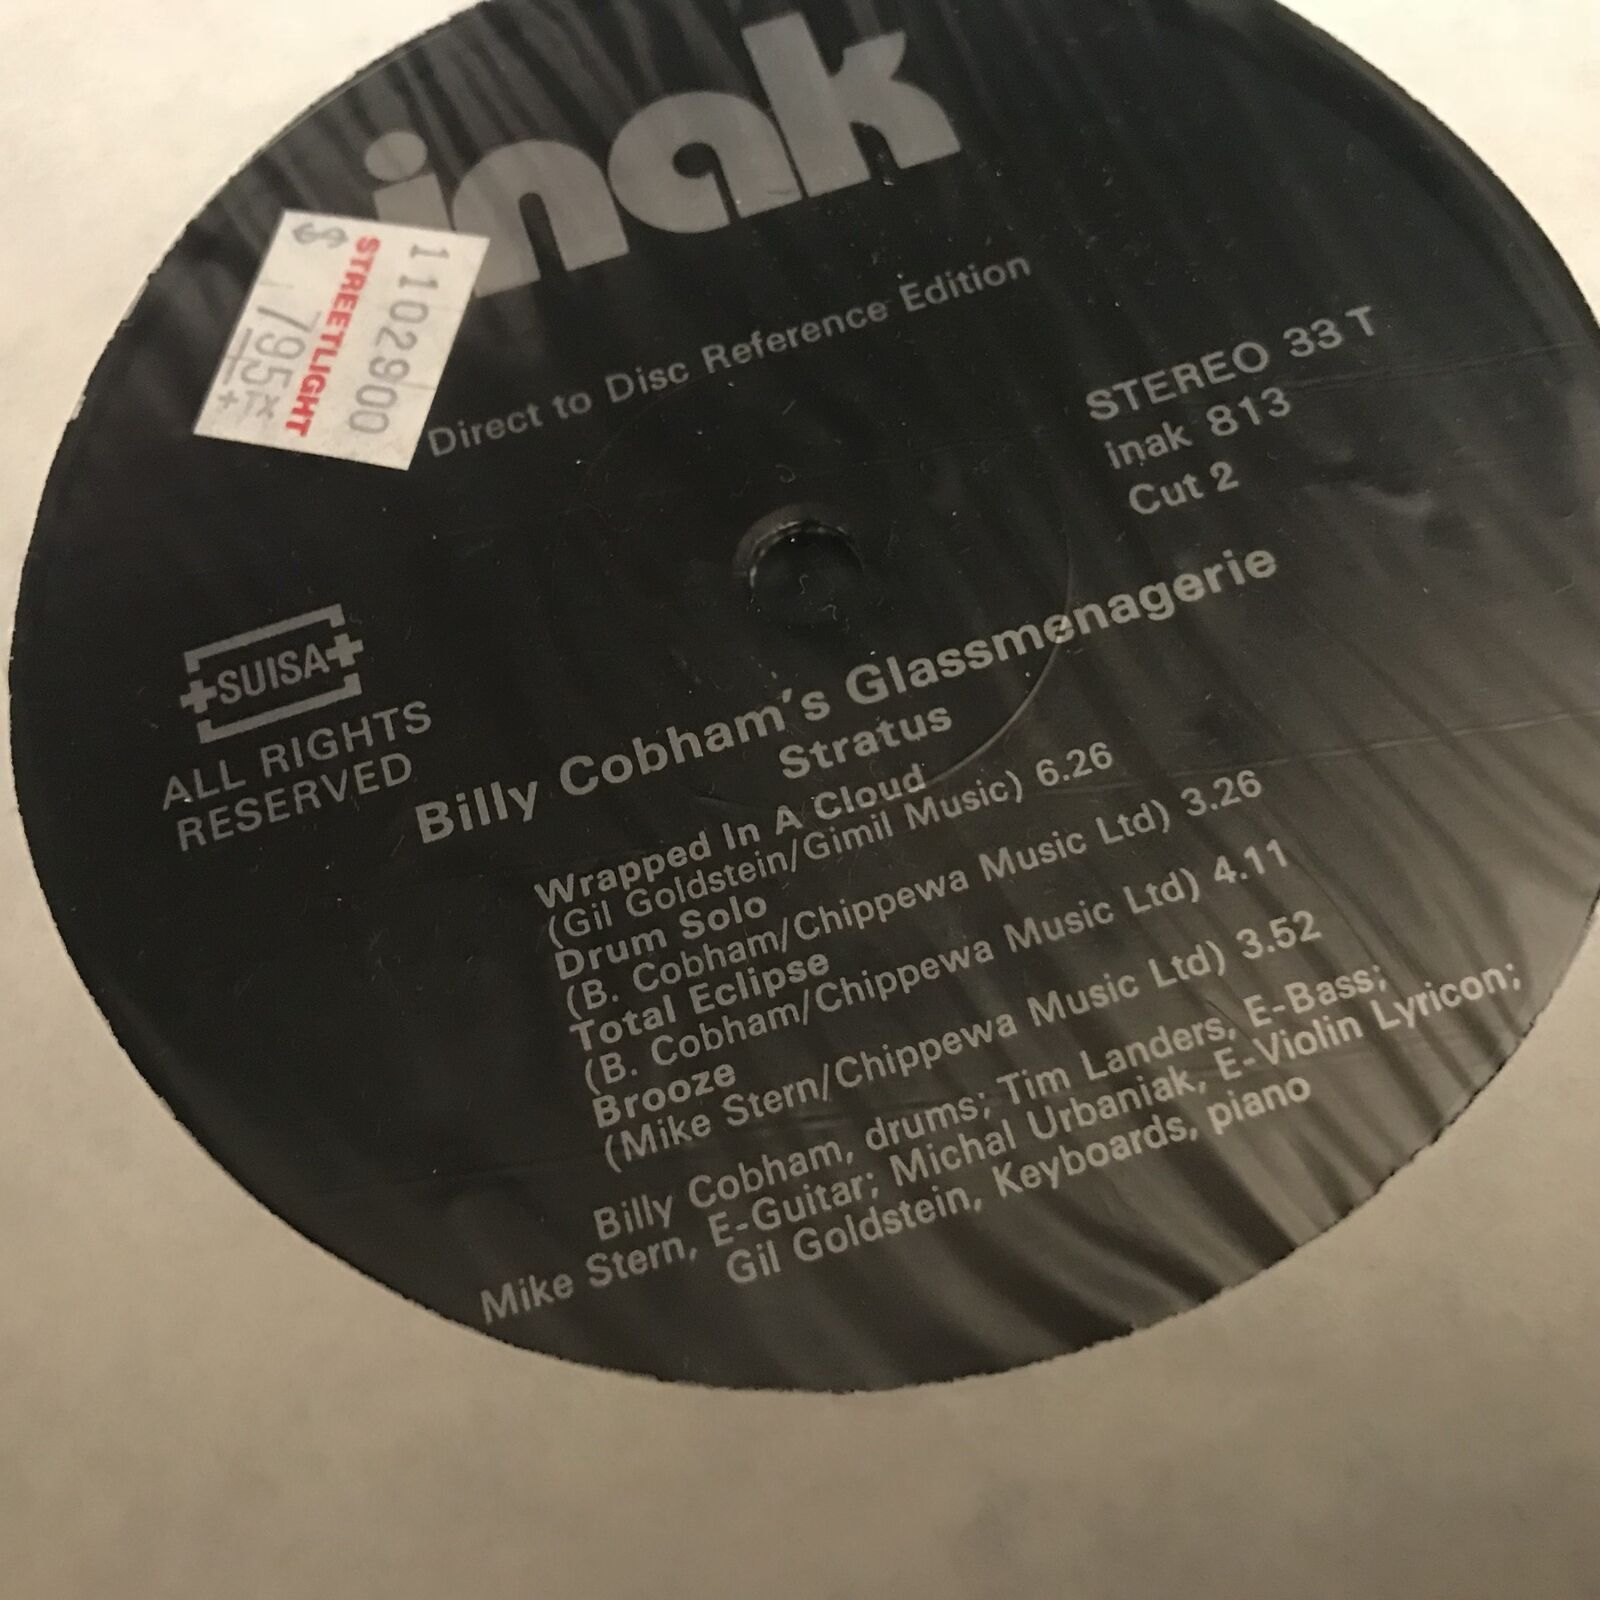 inak
Direct to Disc Reference Edition
1102900
STREETLIGHT
$ 795+TX
STEREO 33 T
inak 813
Cut 2
+SUISA+
ALL RIGHTS
RESERVED
Billy Cobham's Glassmenagerie
Stratus
Wrapped In A Cloud
(Gil Goldstein/Gimil Music) 6.26
Drum Solo
(B. Cobham/Chippewa Music Ltd) 3.26
Total Eclipse
(B. Cobham/Chippewa Music Ltd) 4.11
Brooze
(Mike Stern/Chippewa Music Ltd) 3.52
Billy Cobham, drums; Tim Landers, E-Bass;
Mike Stern, E-Guitar; Michal Urbaniak, E-Violin Lyricon;
Gil Goldstein, Keyboards, piano